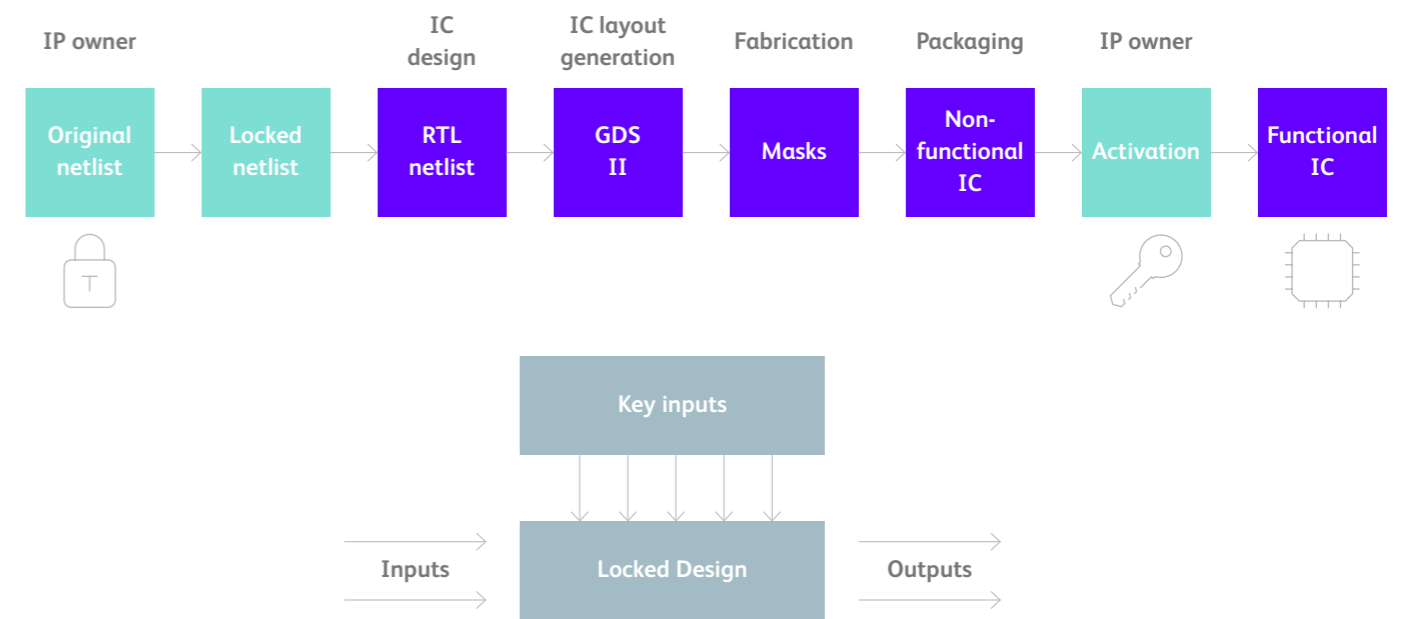 IP owner
IC
design
IC layout
generation
Fabrication
Packaging
IP owner
Original
netlist
Locked
netlist
RTL
netlist
GDS
II
Masks
Non-
functional
IC
Activation
Functional
IC
T
Key inputs
Inputs
Locked Design
Outputs